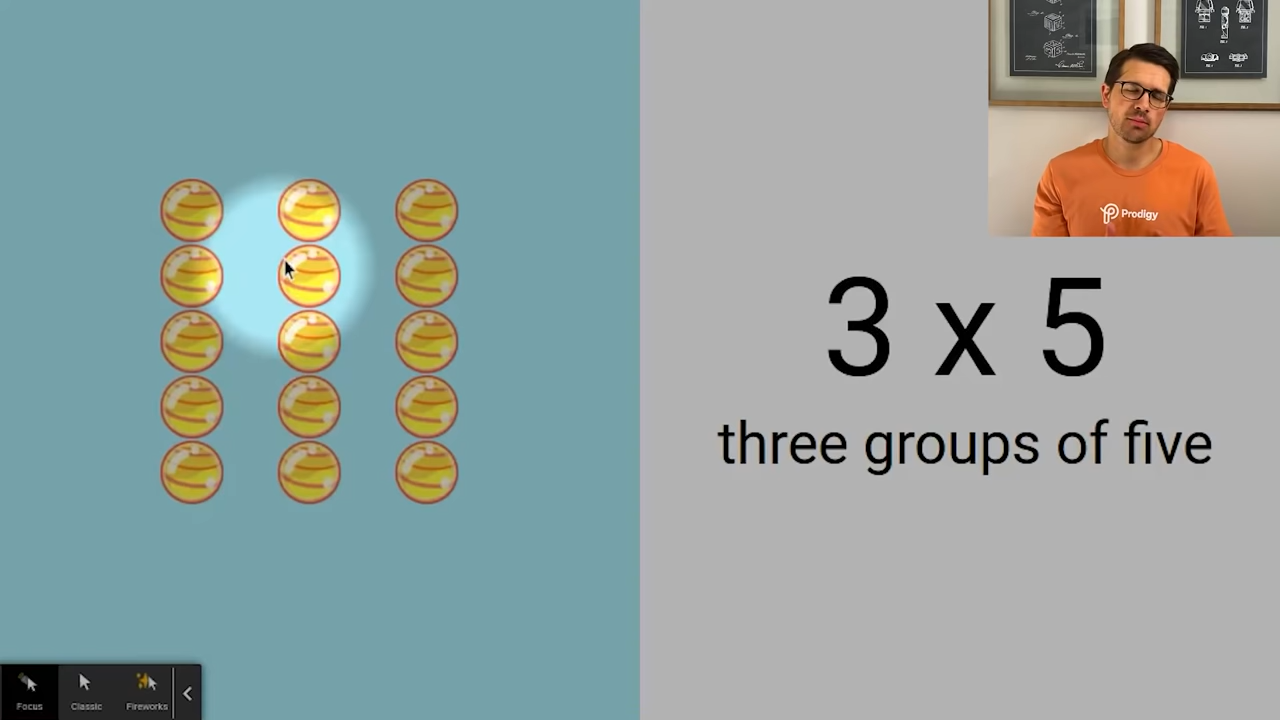 Prodigy
3 x 5
three groups of five
Focus
Classic
Fireworks